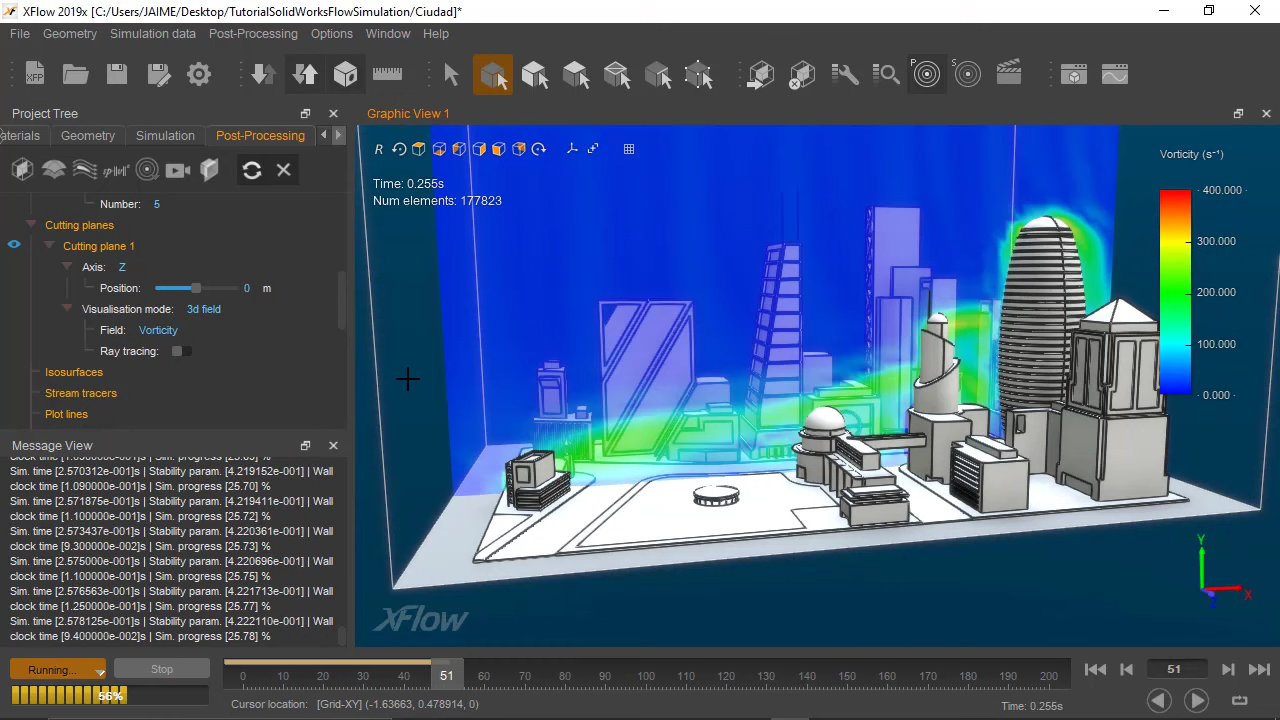 XFlow 2019x [C:/Users/JAIME/Desktop/TutorialSolidWorksFlowSimulation/Ciudad]*
File Geometry Simulation data Post-Processing Options Window Help
XFP
P S
Project Tree
Graphic View 1
aterials Geometry Simulation Post-Processing
R
Time: 0.255s
Num elements: 177823
Vorticity (s⁻¹)
400.000
300.000
200.000
100.000
0.000
Number: 5
Cutting planes
Cutting plane 1
Axis: Z
Position: 0 m
Visualisation mode: 3d field
Field: Vorticity
Ray tracing:
Isosurfaces
Stream tracers
Plot lines
Message View
Sim. time [2.570312e-001]s | Stability param. [4.219152e-001] | Wall
clock time [1.090000e-001]s | Sim. progress [25.70] %
Sim. time [2.571875e-001]s | Stability param. [4.219411e-001] | Wall
clock time [1.100000e-001]s | Sim. progress [25.72] %
Sim. time [2.573437e-001]s | Stability param. [4.220361e-001] | Wall
clock time [9.300000e-002]s | Sim. progress [25.73] %
Sim. time [2.575000e-001]s | Stability param. [4.220696e-001] | Wall
clock time [1.100000e-001]s | Sim. progress [25.75] %
Sim. time [2.576563e-001]s | Stability param. [4.221713e-001] | Wall
clock time [1.250000e-001]s | Sim. progress [25.77] %
Sim. time [2.578125e-001]s | Stability param. [4.222110e-001] | Wall
clock time [9.400000e-002]s | Sim. progress [25.78] %
XFlow
Y
X
Running...
Stop
56%
0 10 20 30 40 51 60 70 80 90 100 110 120 130 140 150 160 170 180 190 200
51
Cursor location: [Grid-XY] (-1.63663, 0.478914, 0)
Time: 0.255s